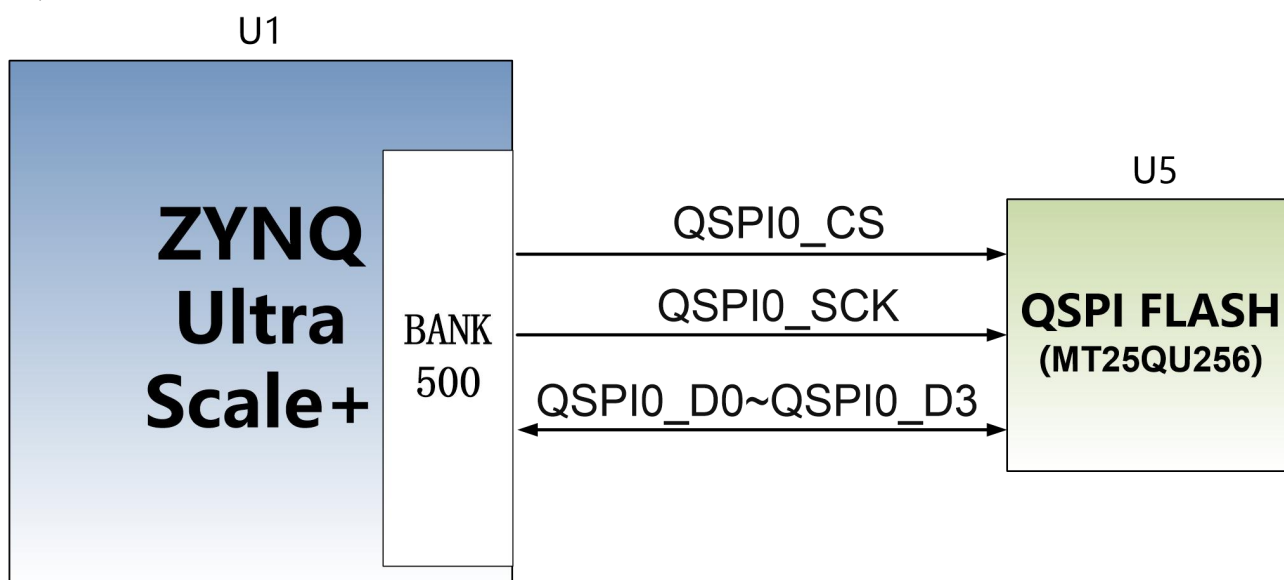 U1
ZYNQ
Ultra
Scale+
BANK
500
QSPI0_CS
QSPI0_SCK
QSPI0_D0~QSPI0_D3
U5
QSPI FLASH
(MT25QU256)